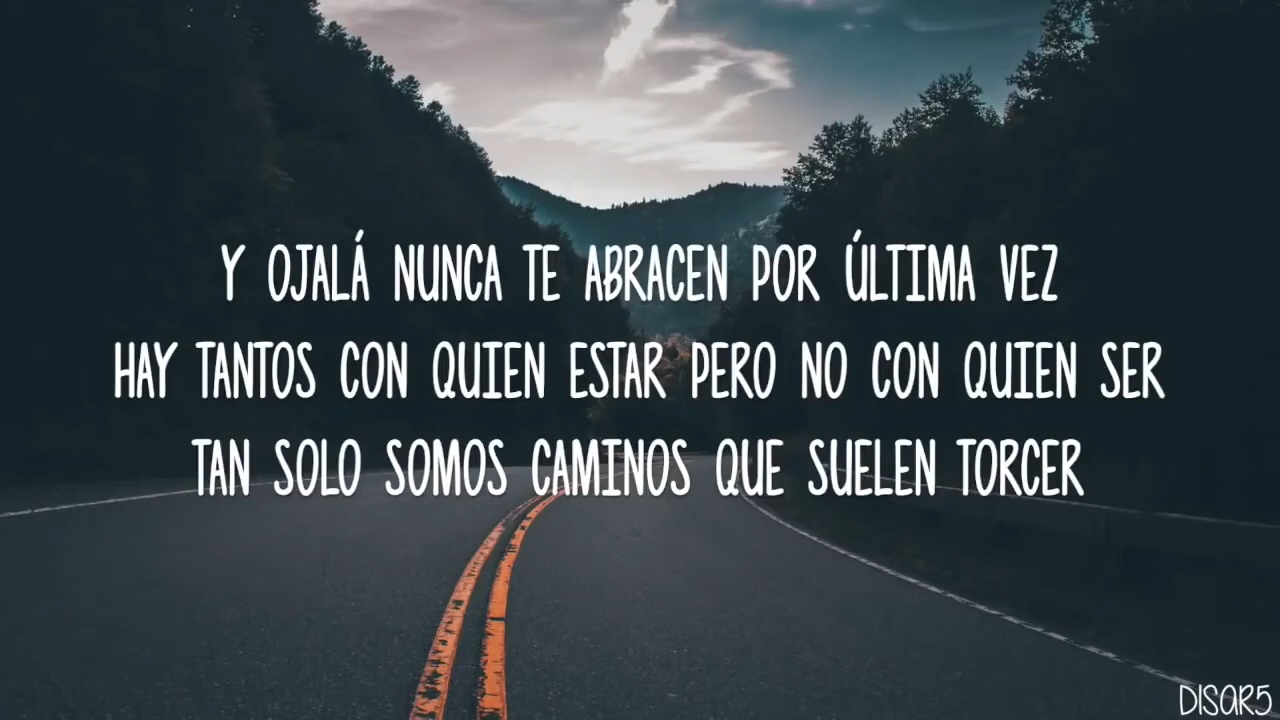 Y OJALÁ NUNCA TE ABRACEN POR ÚLTIMA VEZ
HAY TANTOS CON QUIEN ESTAR PERO NO CON QUIEN SER
TAN SOLO SOMOS CAMINOS QUE SUELEN TORCER
DISAR5